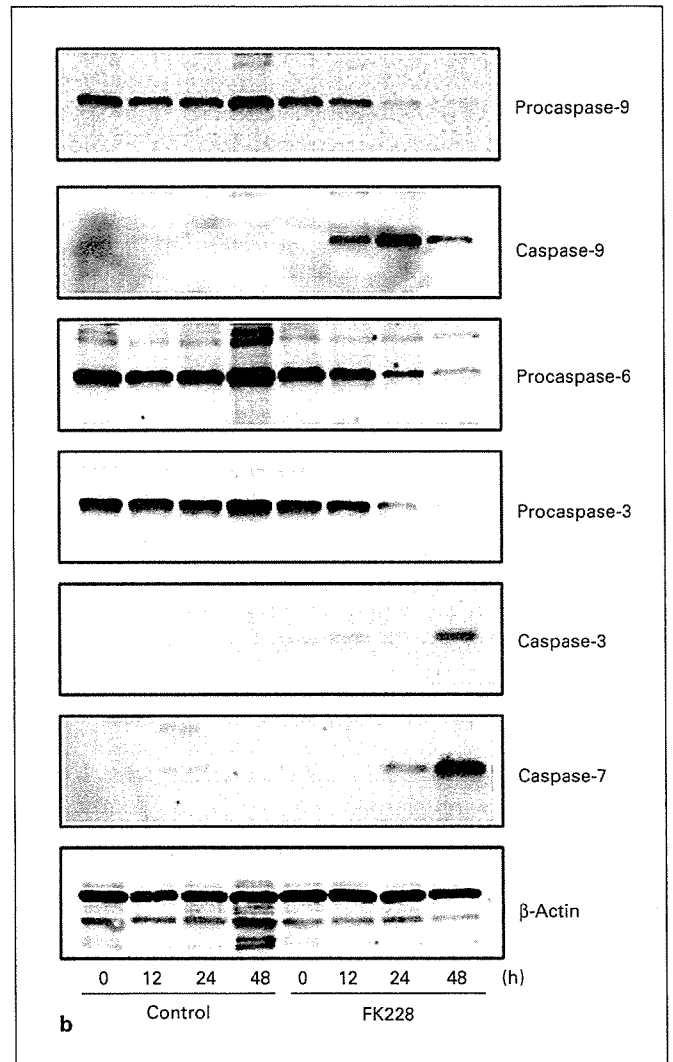 Procaspase-9
Caspase-9
Procaspase-6
Procaspase-3
Caspase-3
Caspase-7
β-Actin
0 12 24 48 0 12 24 48 (h)
Control FK228
b